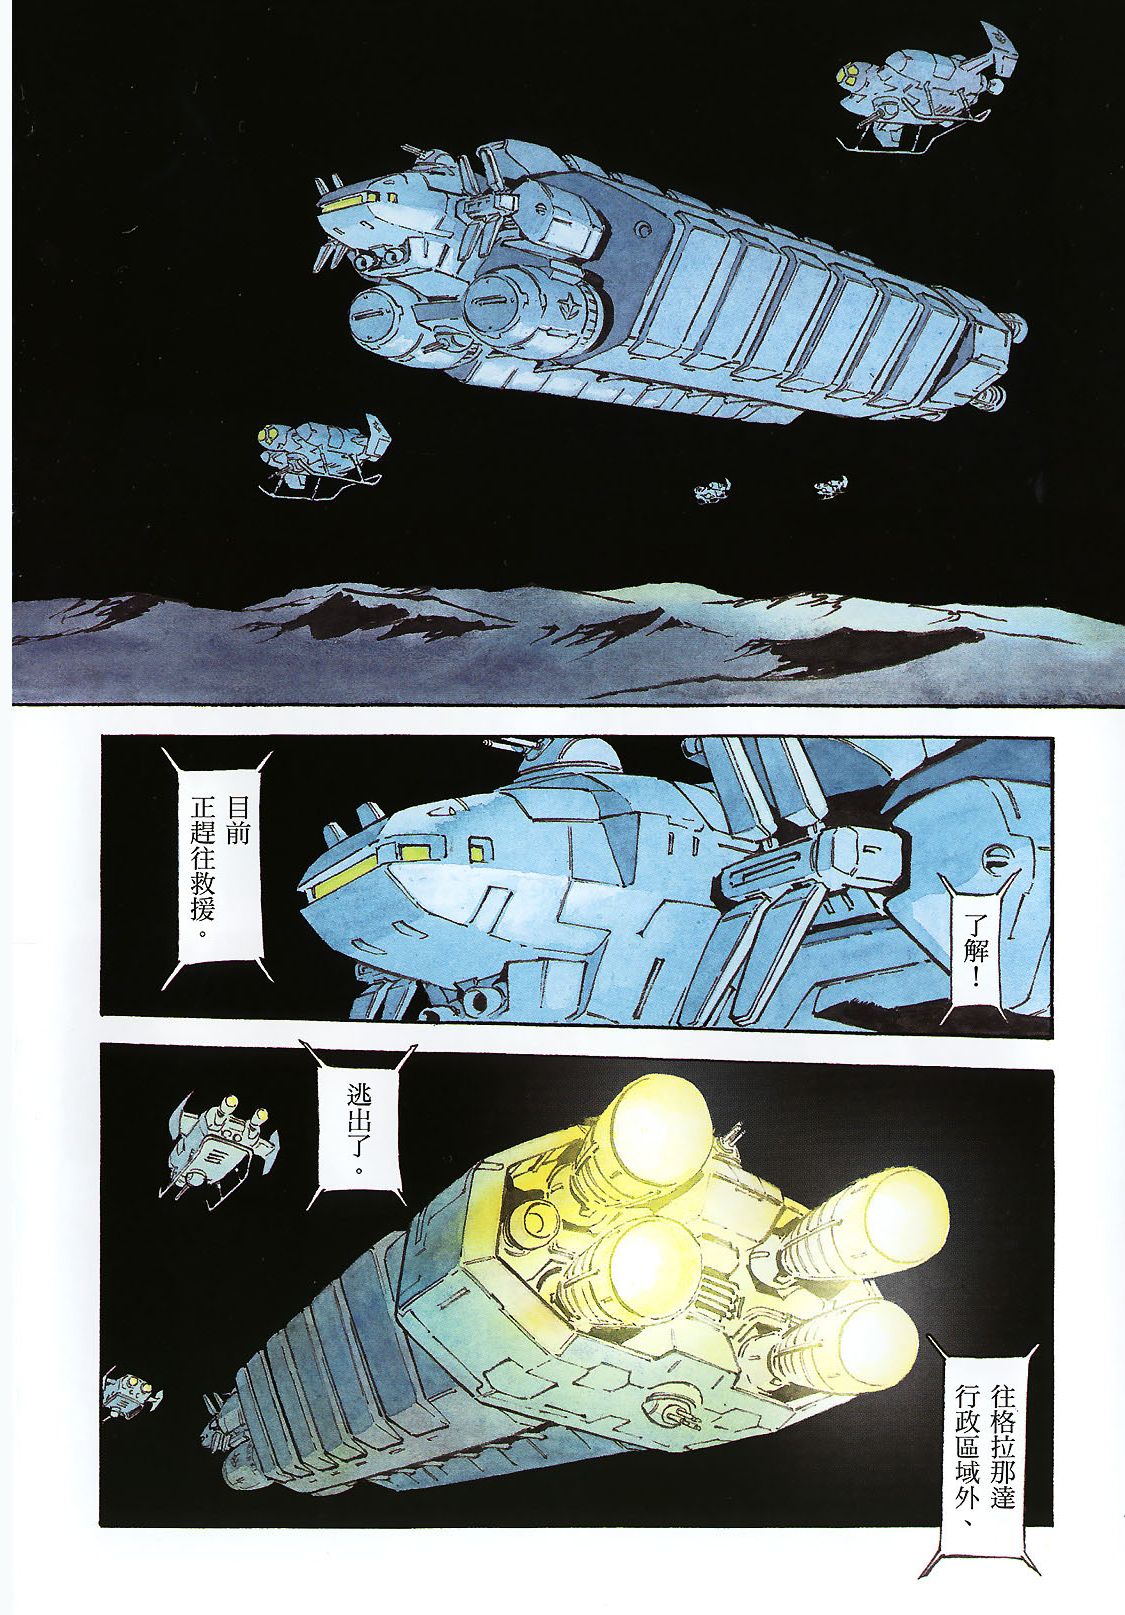 了解！
目前
正趕往救援。
往格拉那達
行政區域外、
逃出了。